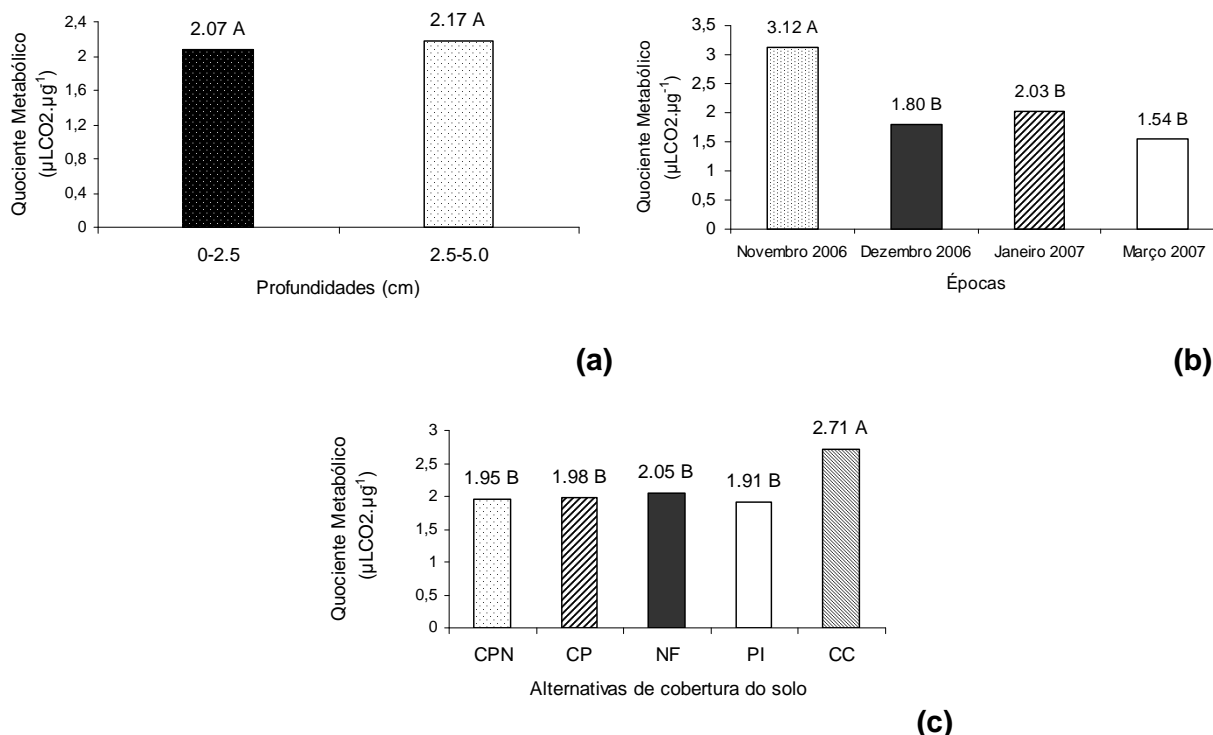 Quociente Metabólico
(µLCO2.µg-1)
2,4
2
1,6
1,2
0,8
0,4
0
2.07 A
2.17 A
0-2.5
2.5-5.0
Profundidades (cm)
(a)
Quociente Metabólico
(µLCO2.µg-1)
3,5
3
2,5
2
1,5
1
0,5
0
3.12 A
1.80 B
2.03 B
1.54 B
Novembro 2006
Dezembro 2006
Janeiro 2007
Março 2007
Épocas
(b)
Quociente Metabólico
(µLCO2.µg-1)
3
2,5
2
1,5
1
0,5
0
1.95 B
1.98 B
2.05 B
1.91 B
2.71 A
CPN
CP
NF
PI
CC
Alternativas de cobertura do solo
(c)